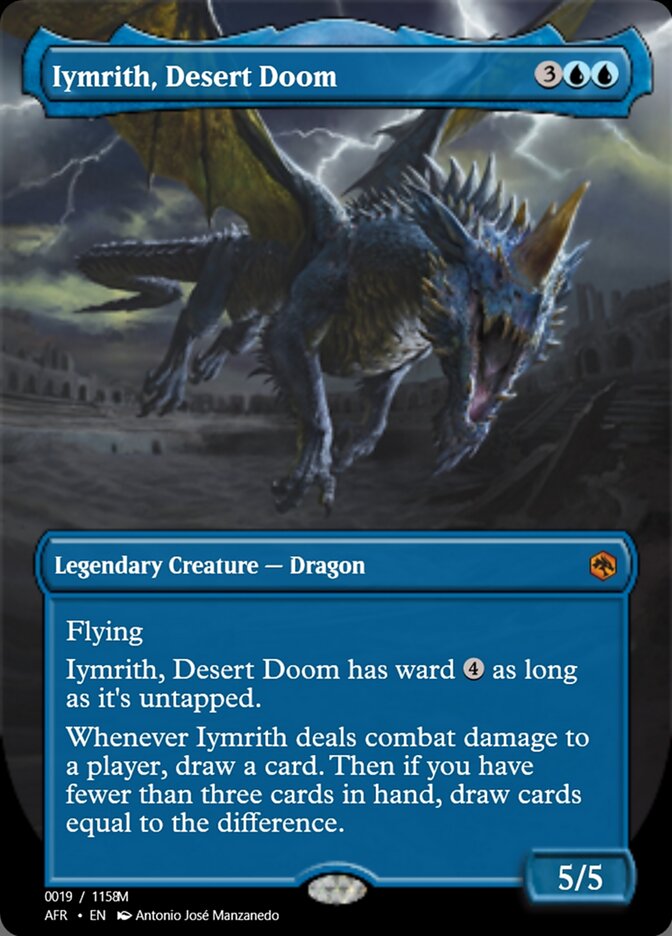 Iymrith, Desert Doom 3
Legendary Creature — Dragon
Flying
Iymrith, Desert Doom has ward 4 as long
as it's untapped.
Whenever Iymrith deals combat damage to
a player, draw a card. Then if you have
fewer than three cards in hand, draw cards
equal to the difference.
5/5
0019 / 1158M
AFR • EN Antonio José Manzanedo